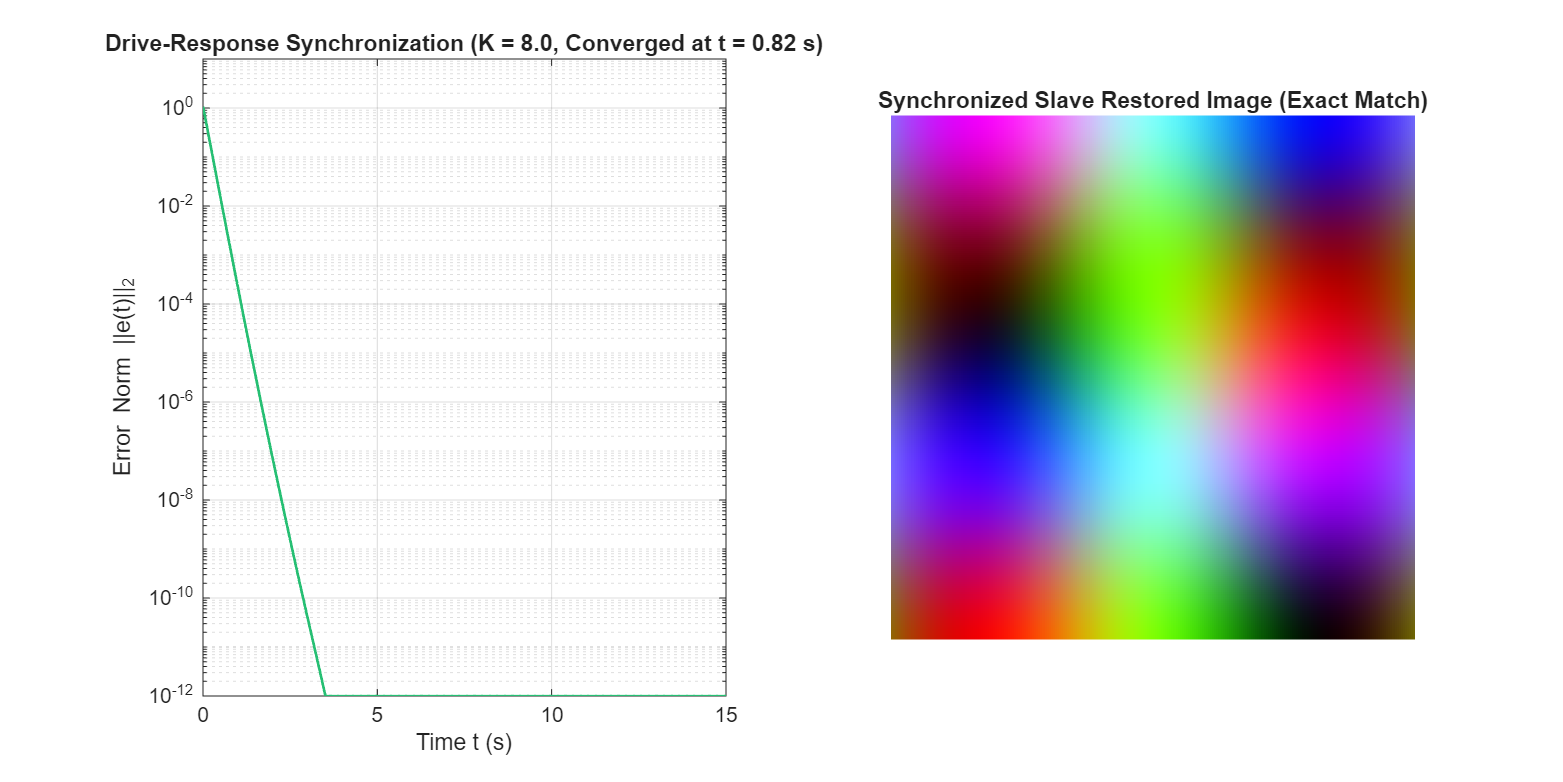 Drive-Response Synchronization (K = 8.0, Converged at t = 0.82 s)
10^0
10^-2
10^-4
10^-6
10^-8
10^-10
10^-12
Error Norm ||e(t)||_2
0 5 10 15
Time t (s)
Synchronized Slave Restored Image (Exact Match)